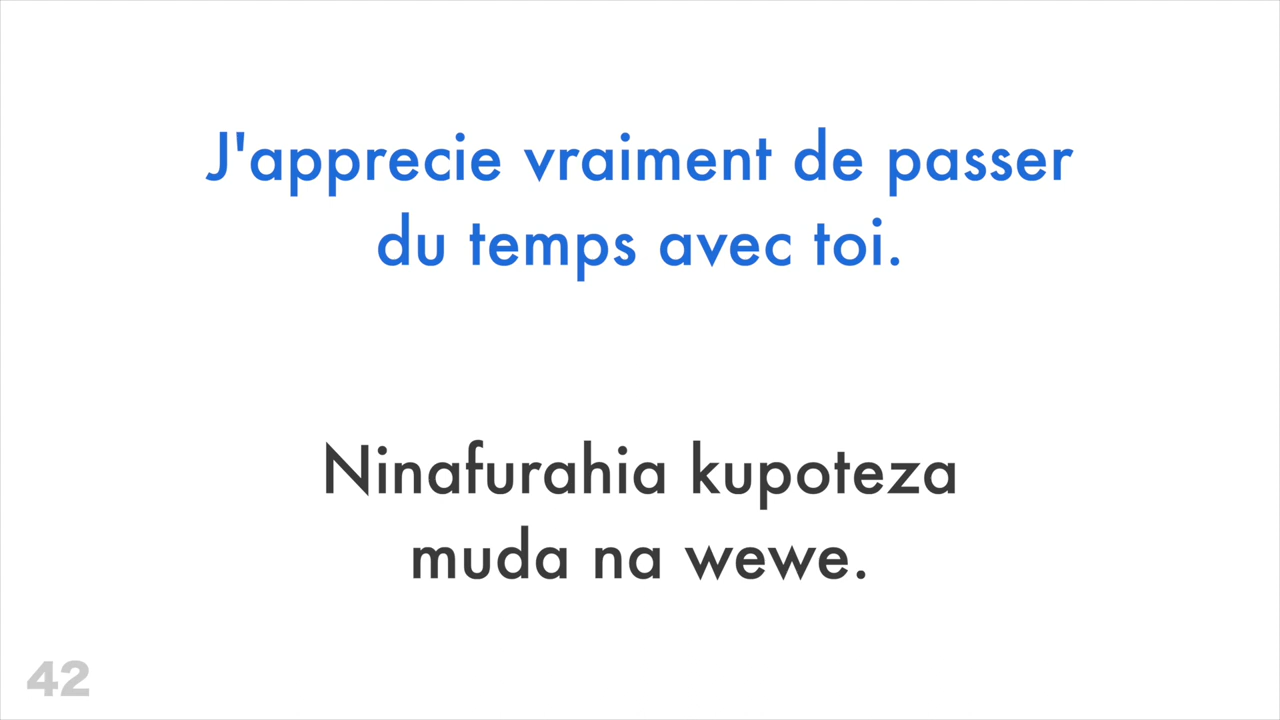 J'apprecie vraiment de passer
du temps avec toi.
Ninafurahia kupoteza
muda na wewe.
42